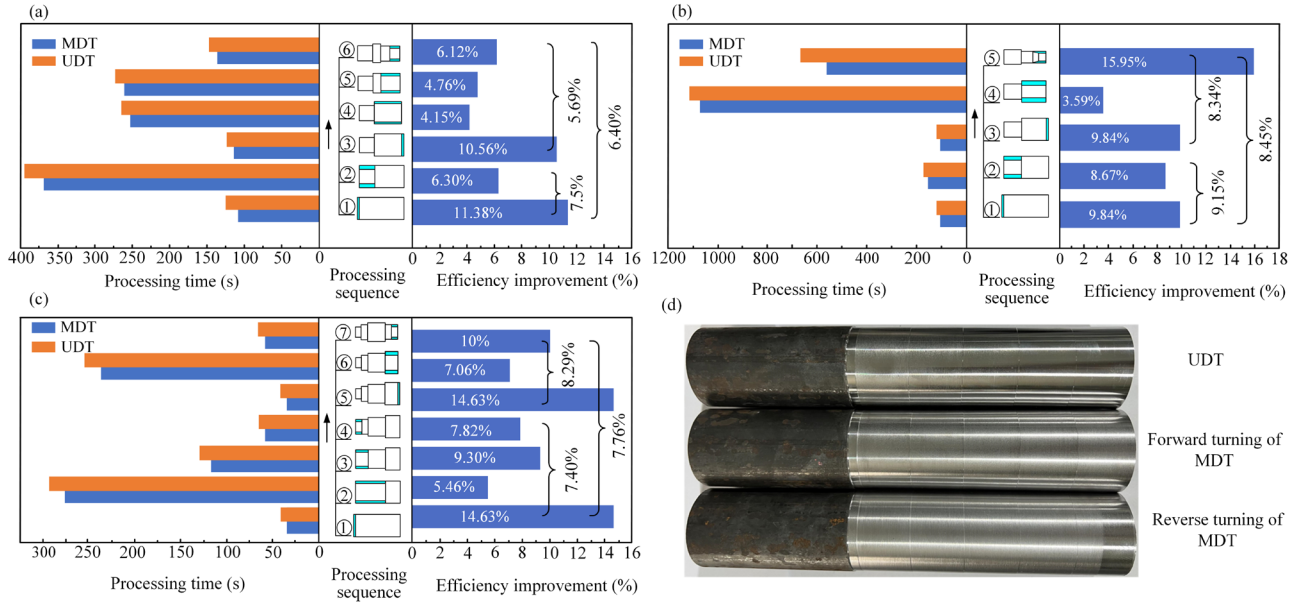 (a)
MDT
UDT
⑥
⑤
④
③
②
①
6.12%
4.76%
4.15%
10.56%
6.30%
11.38%
5.69%
7.5%
6.40%
400 350 300 250 200 150 100 50 0
0 2 4 6 8 10 12 14 16
Processing time (s)
Processing
sequence
Efficiency improvement (%)
(b)
MDT
UDT
⑤
④
③
②
①
15.95%
3.59%
9.84%
8.67%
9.84%
8.34%
9.15%
8.45%
1200 1000 800 600 400 200 0
0 2 4 6 8 10 12 14 16 18
Processing time (s)
Processing
sequence
Efficiency improvement (%)
(c)
MDT
UDT
⑦
⑥
⑤
④
③
②
①
10%
7.06%
14.63%
7.82%
9.30%
5.46%
14.63%
8.29%
7.40%
7.76%
300 250 200 150 100 50 0
0 2 4 6 8 10 12 14 16
Processing time (s)
Processing
sequence
Efficiency improvement (%)
(d)
UDT
Forward turning of
MDT
Reverse turning of
MDT